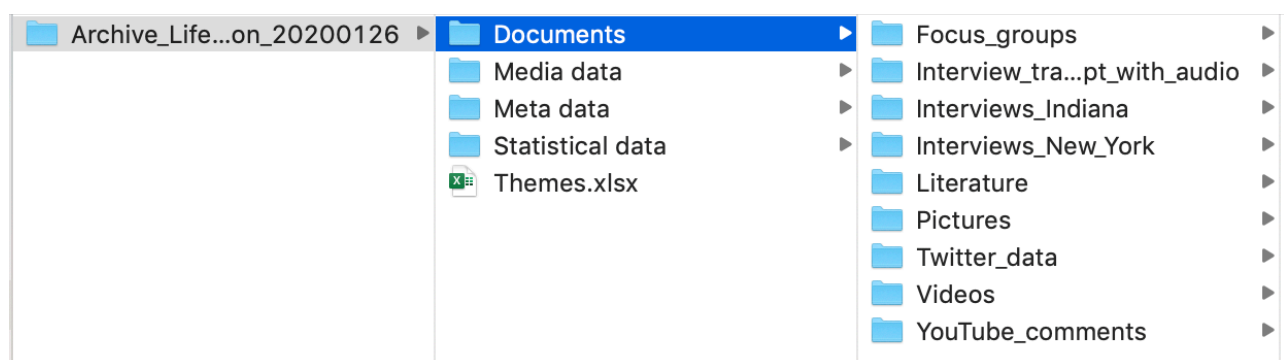 Archive_Life...on_20200126
Documents
Media data
Meta data
Statistical data
Themes.xlsx
Focus_groups
Interview_tra...pt_with_audio
Interviews_Indiana
Interviews_New_York
Literature
Pictures
Twitter_data
Videos
YouTube_comments